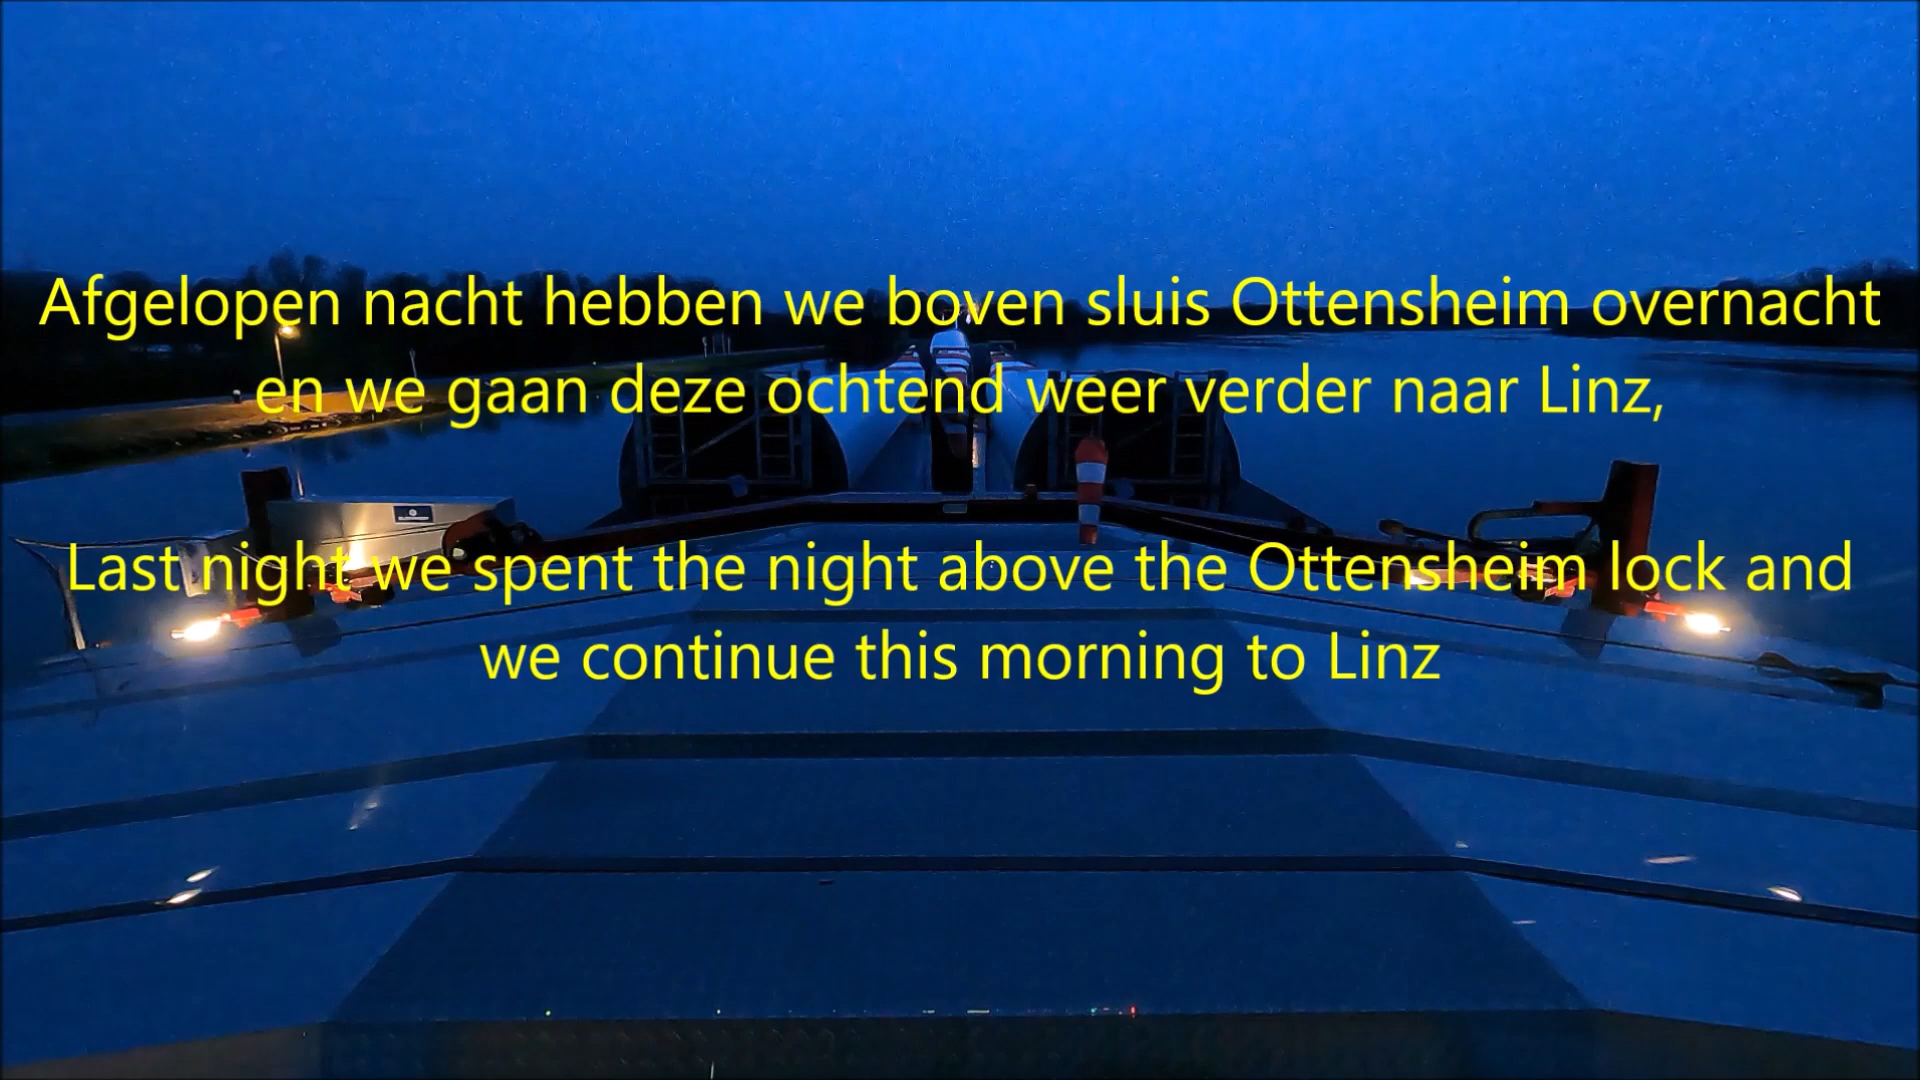 Afgelopen nacht hebben we boven sluis Ottensheim overnacht
en we gaan deze ochtend weer verder naar Linz,
Last night we spent the night above the Ottensheim lock and
we continue this morning to Linz